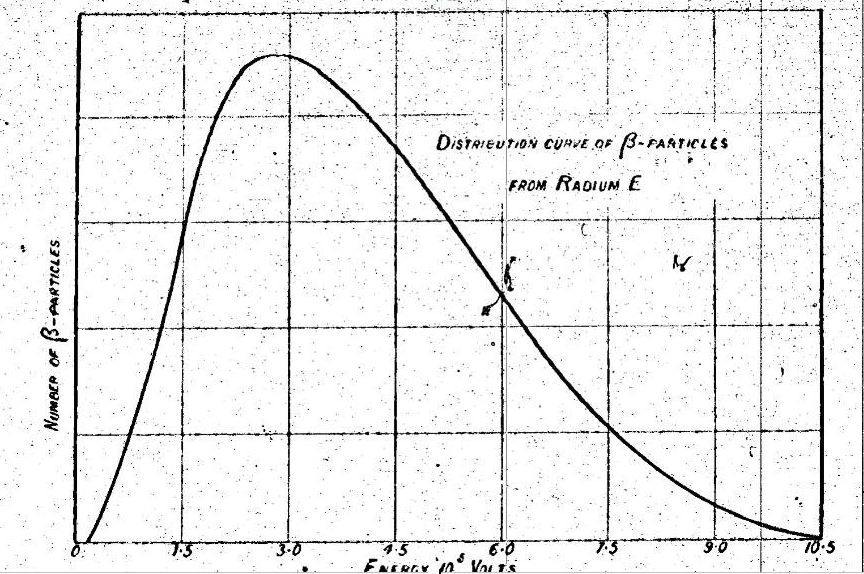 DISTRIBUTION CURVE OF β-PARTICLES
FROM RADIUM E
NUMBER OF β-PARTICLES
0 1.5 3.0 4.5 6.0 7.5 9.0 10.5
ENERGY 10⁵ VOLTS